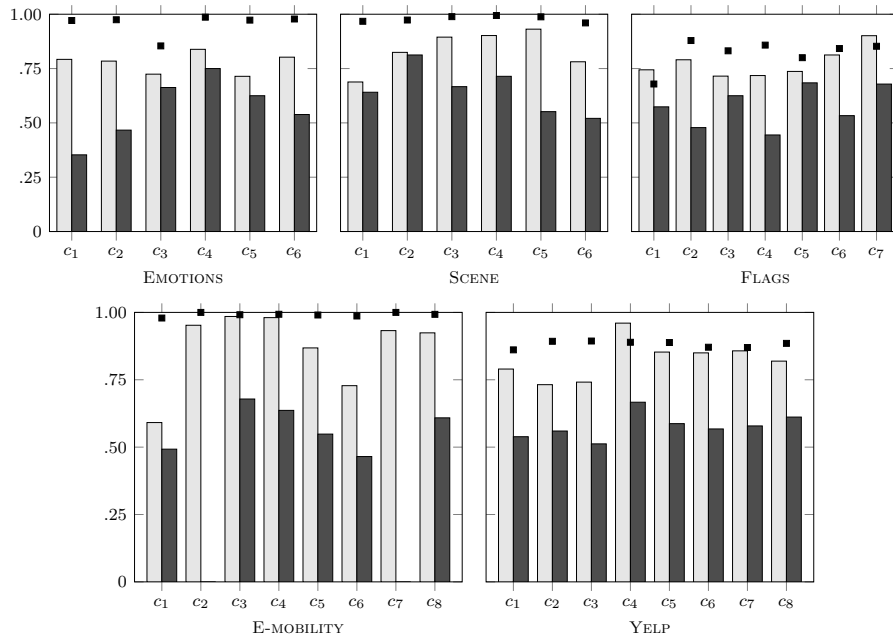 1.00
.75
.50
.25
0
c1 c2 c3 c4 c5 c6
EMOTIONS
c1 c2 c3 c4 c5 c6
SCENE
c1 c2 c3 c4 c5 c6 c7
FLAGS
1.00
.75
.50
.25
0
c1 c2 c3 c4 c5 c6 c7 c8
E-MOBILITY
c1 c2 c3 c4 c5 c6 c7 c8
YELP